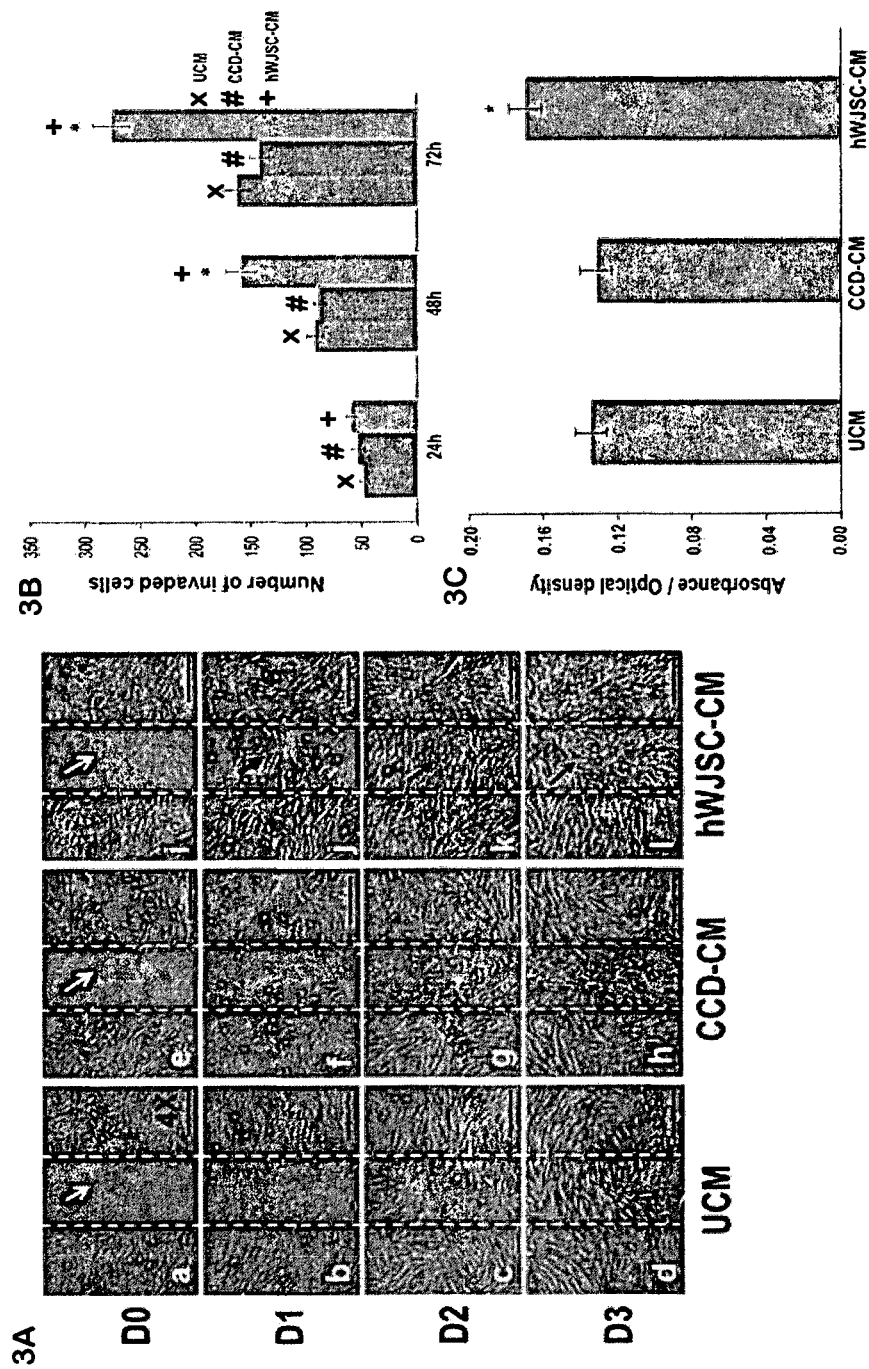 3A
D0
D1
D2
D3
a
4X
e
i
b
f
j
c
g
k
d
h
l
UCM
CCD-CM
hWJSC-CM
3B
Number of invaded cells
350
300
250
200
150
100
50
0
x UCM
# CCD-CM
+ hWJSC-CM
x
#
+
x
#
+
*
x
#
+
*
24h
48h
72h
3C
Absorbance / Optical density
0.20
0.16
0.12
0.08
0.04
0.00
*
UCM
CCD-CM
hWJSC-CM